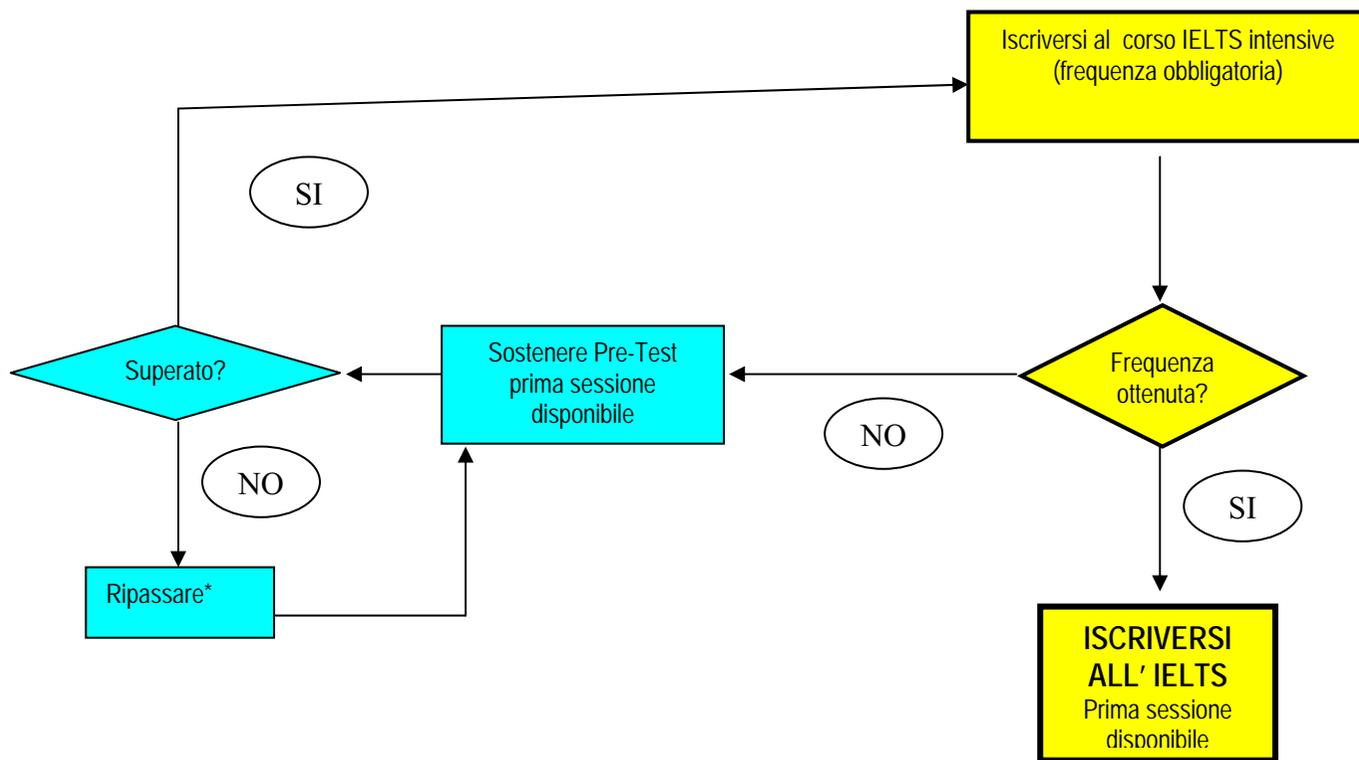 Iscriversi al corso IELTS intensive
(frequenza obbligatoria)
SI
Superato?
Sostenere Pre-Test
prima sessione
disponibile
Frequenza
ottenuta?
NO
NO
SI
Ripassare*
ISCRIVERSI
ALL' IELTS
Prima sessione
disponibile